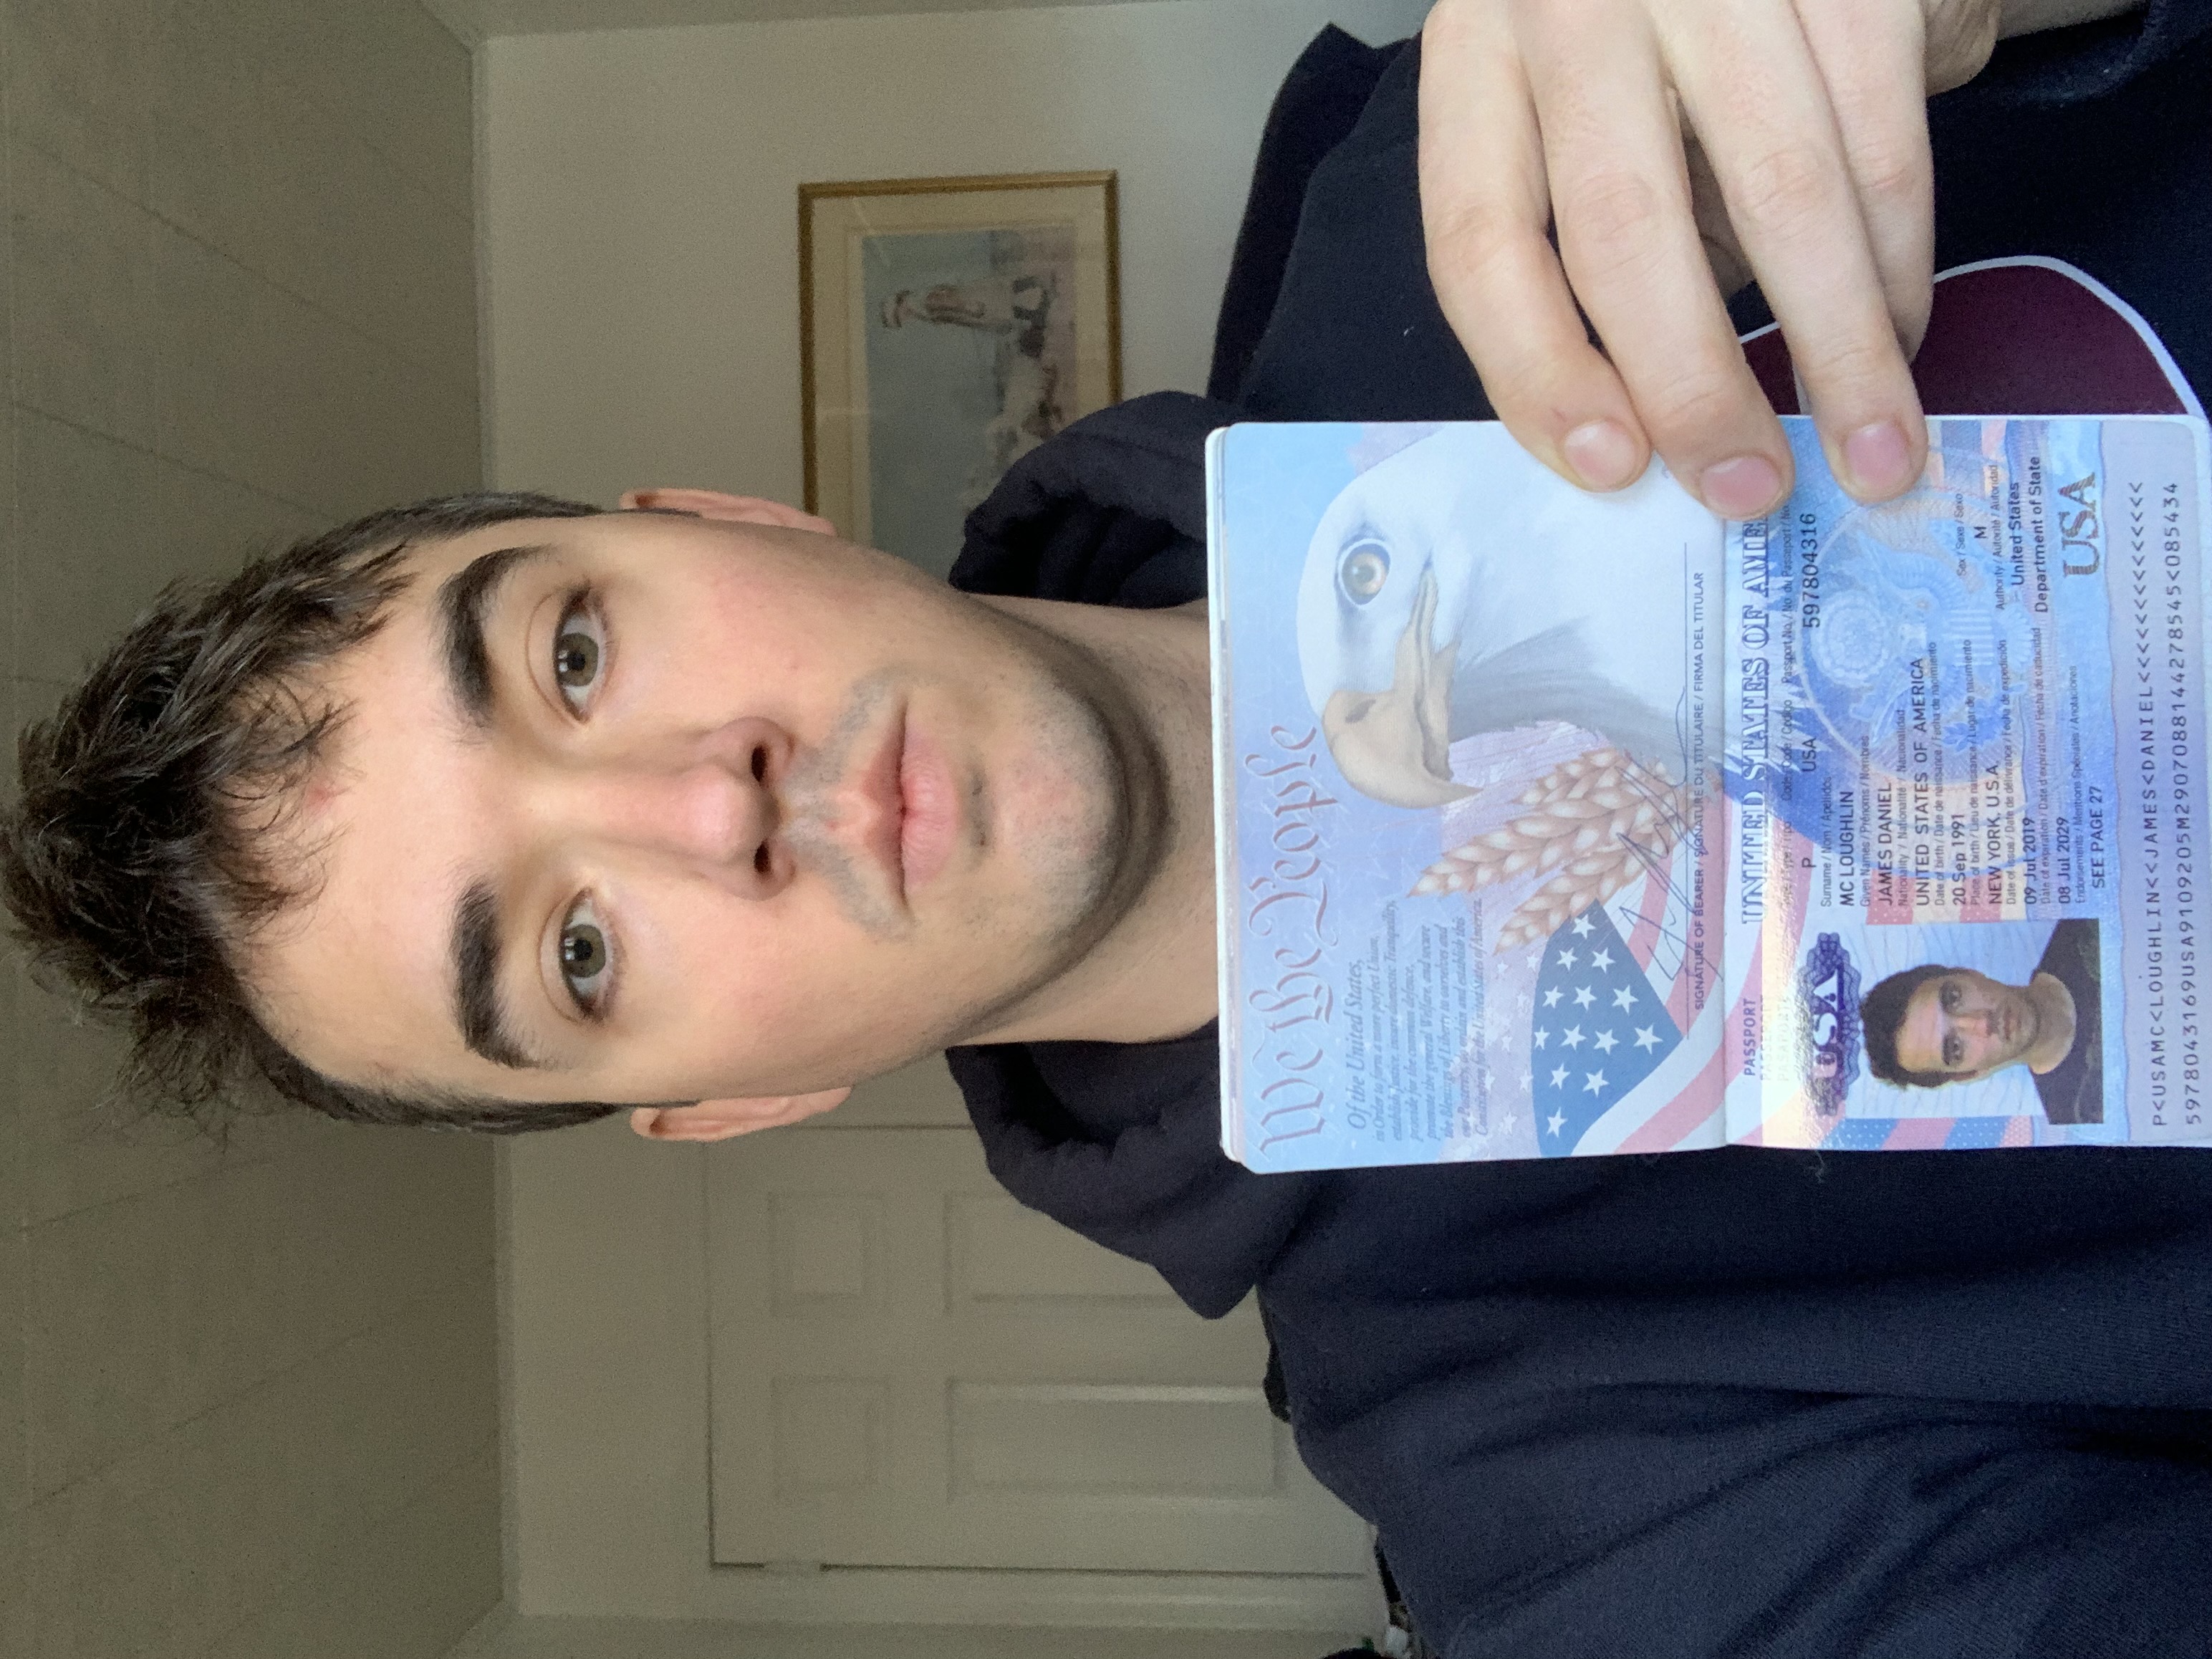 We the People
Of the United States,
in Order to form a more perfect Union,
establish Justice, insure domestic Tranquility,
provide for the common defence,
promote the general Welfare, and secure
the Blessings of Liberty to ourselves and
our Posterity, do ordain and establish this
Constitution for the United States of America.
SIGNATURE OF BEARER / SIGNATURE DU TITULAIRE / FIRMA DEL TITULAR
PASSPORT
PASSEPORT
PASAPORTE
UNITED STATES OF AME
USA
Type / Type / Tipo Code / Code / Código Passport No. / No. du Passeport / No.
P USA 597804316
Surname / Nom / Apellidos
MC LOUGHLIN
Given Names / Prénoms / Nombres
JAMES DANIEL
Nationality / Nationalité / Nacionalidad
UNITED STATES OF AMERICA
Date of birth / Date de naissance / Fecha de nacimiento
20 Sep 1991
Place of birth / Lieu de naissance / Lugar de nacimiento
NEW YORK, U.S.A.
Sex / Sexe / Sexo
M
Date of issue / Date de délivrance / Fecha de expedición
09 Jul 2019
Authority / Autorité / Autoridad
United States
Department of State
Date of expiration / Date d'expiration / Fecha de caducidad
08 Jul 2029
Endorsements / Mentions Spéciales / Anotaciones
SEE PAGE 27
USA
P<USAMC<LOUGHLIN<<JAMES<DANIEL<<<<<<<<<<<<<<
5978043169USA9109205M2907088144278545<085434